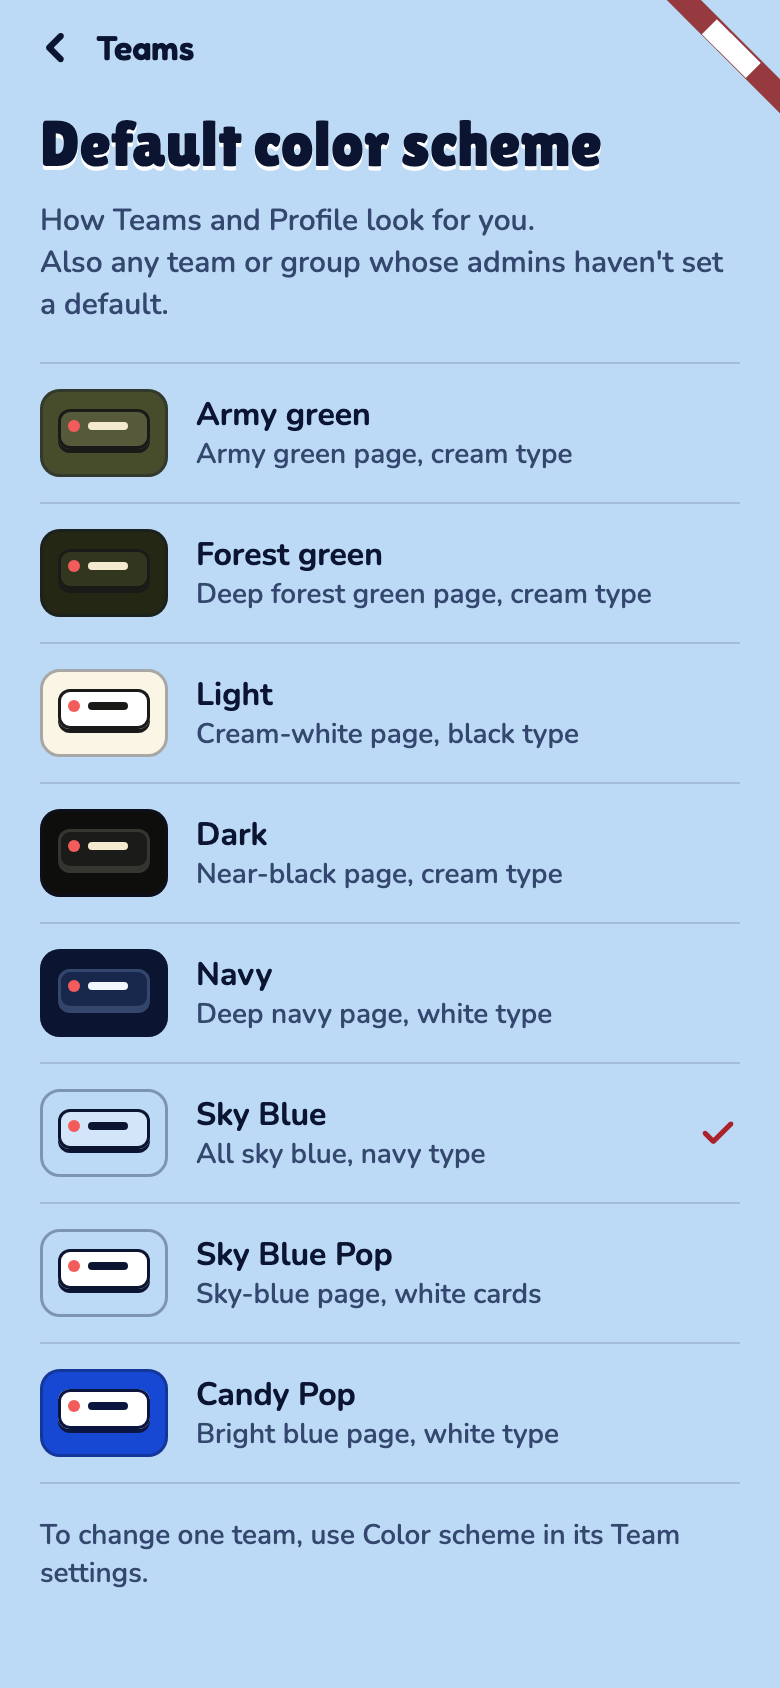 Teams
Default color scheme
How Teams and Profile look for you.
Also any team or group whose admins haven't set
a default.
Army green
Army green page, cream type
Forest green
Deep forest green page, cream type
Light
Cream-white page, black type
Dark
Near-black page, cream type
Navy
Deep navy page, white type
Sky Blue
All sky blue, navy type
Sky Blue Pop
Sky-blue page, white cards
Candy Pop
Bright blue page, white type
To change one team, use Color scheme in its Team
settings.